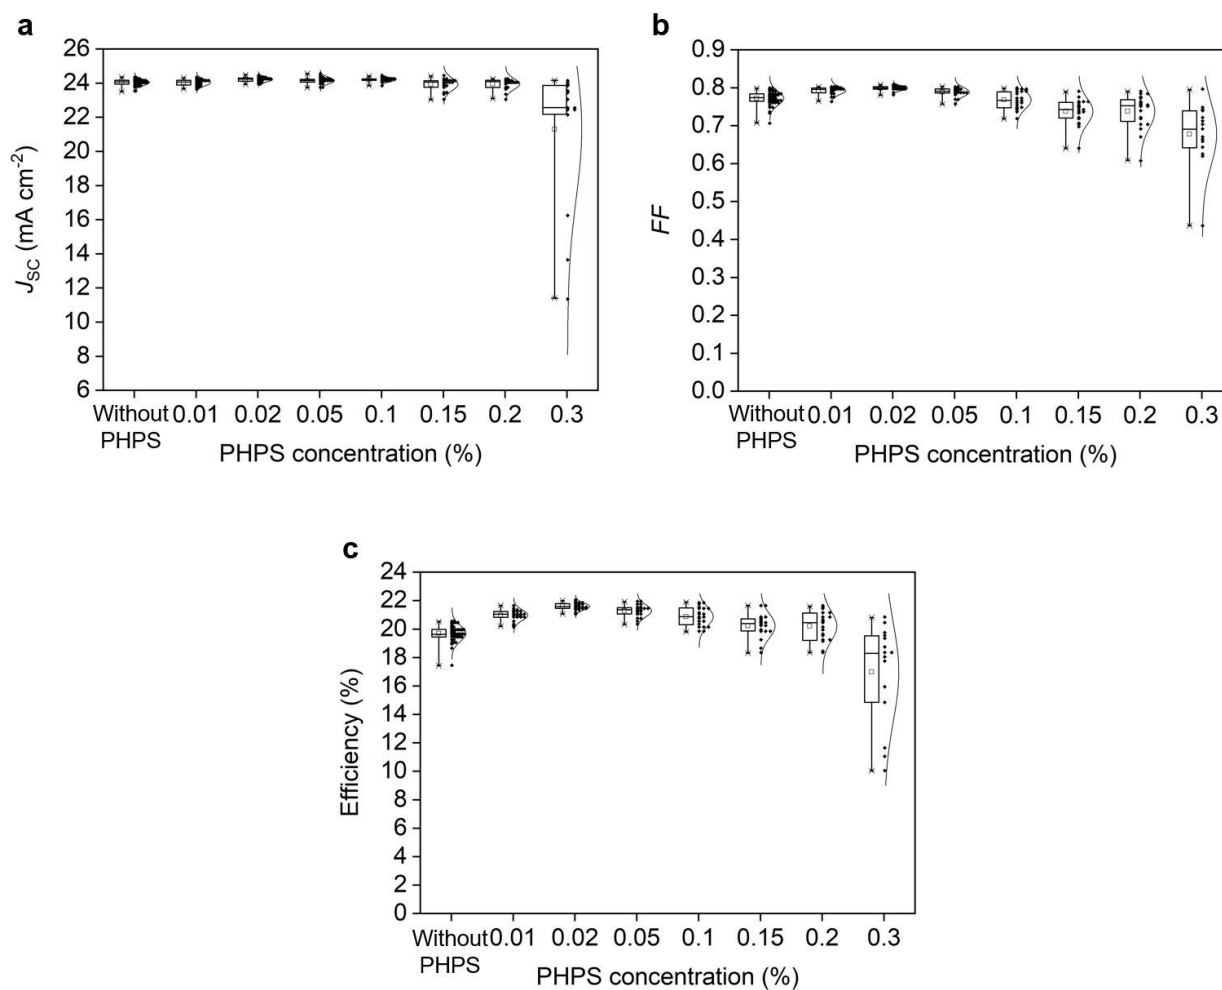 a
26
24
22
20
18
16
14
12
10
8
6
J_SC (mA cm⁻²)
Without PHPS 0.01 0.02 0.05 0.1 0.15 0.2 0.3
PHPS concentration (%)
b
0.9
0.8
0.7
0.6
0.5
0.4
0.3
0.2
0.1
0.0
FF
Without PHPS 0.01 0.02 0.05 0.1 0.15 0.2 0.3
PHPS concentration (%)
c
24
22
20
18
16
14
12
10
8
6
4
2
0
Efficiency (%)
Without PHPS 0.01 0.02 0.05 0.1 0.15 0.2 0.3
PHPS concentration (%)